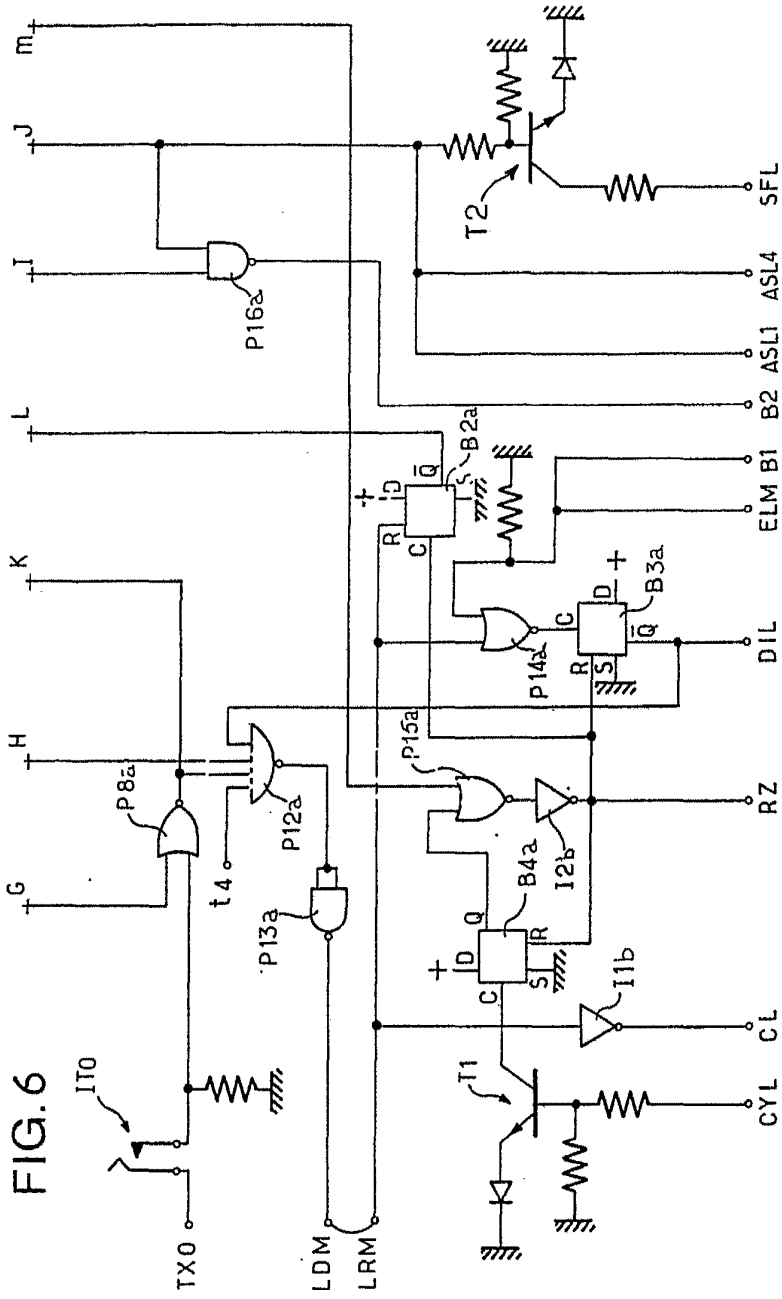 FIG. 6
G
H
K
L
I
J
m
IT0
TX0
P8a
t4
P12a
P13a
P16a
T2
LDM
LRM
T1
C
D
Q
S
R
B4a
P15a
I2b
I1b
R
D
Q̅
C
S
B2a
P14a
C
D
R
S
Q̅
B3a
+
+
+
CYL
CL
RZ
DIL
ELM
B1
B2
ASL1
ASL4
SFL